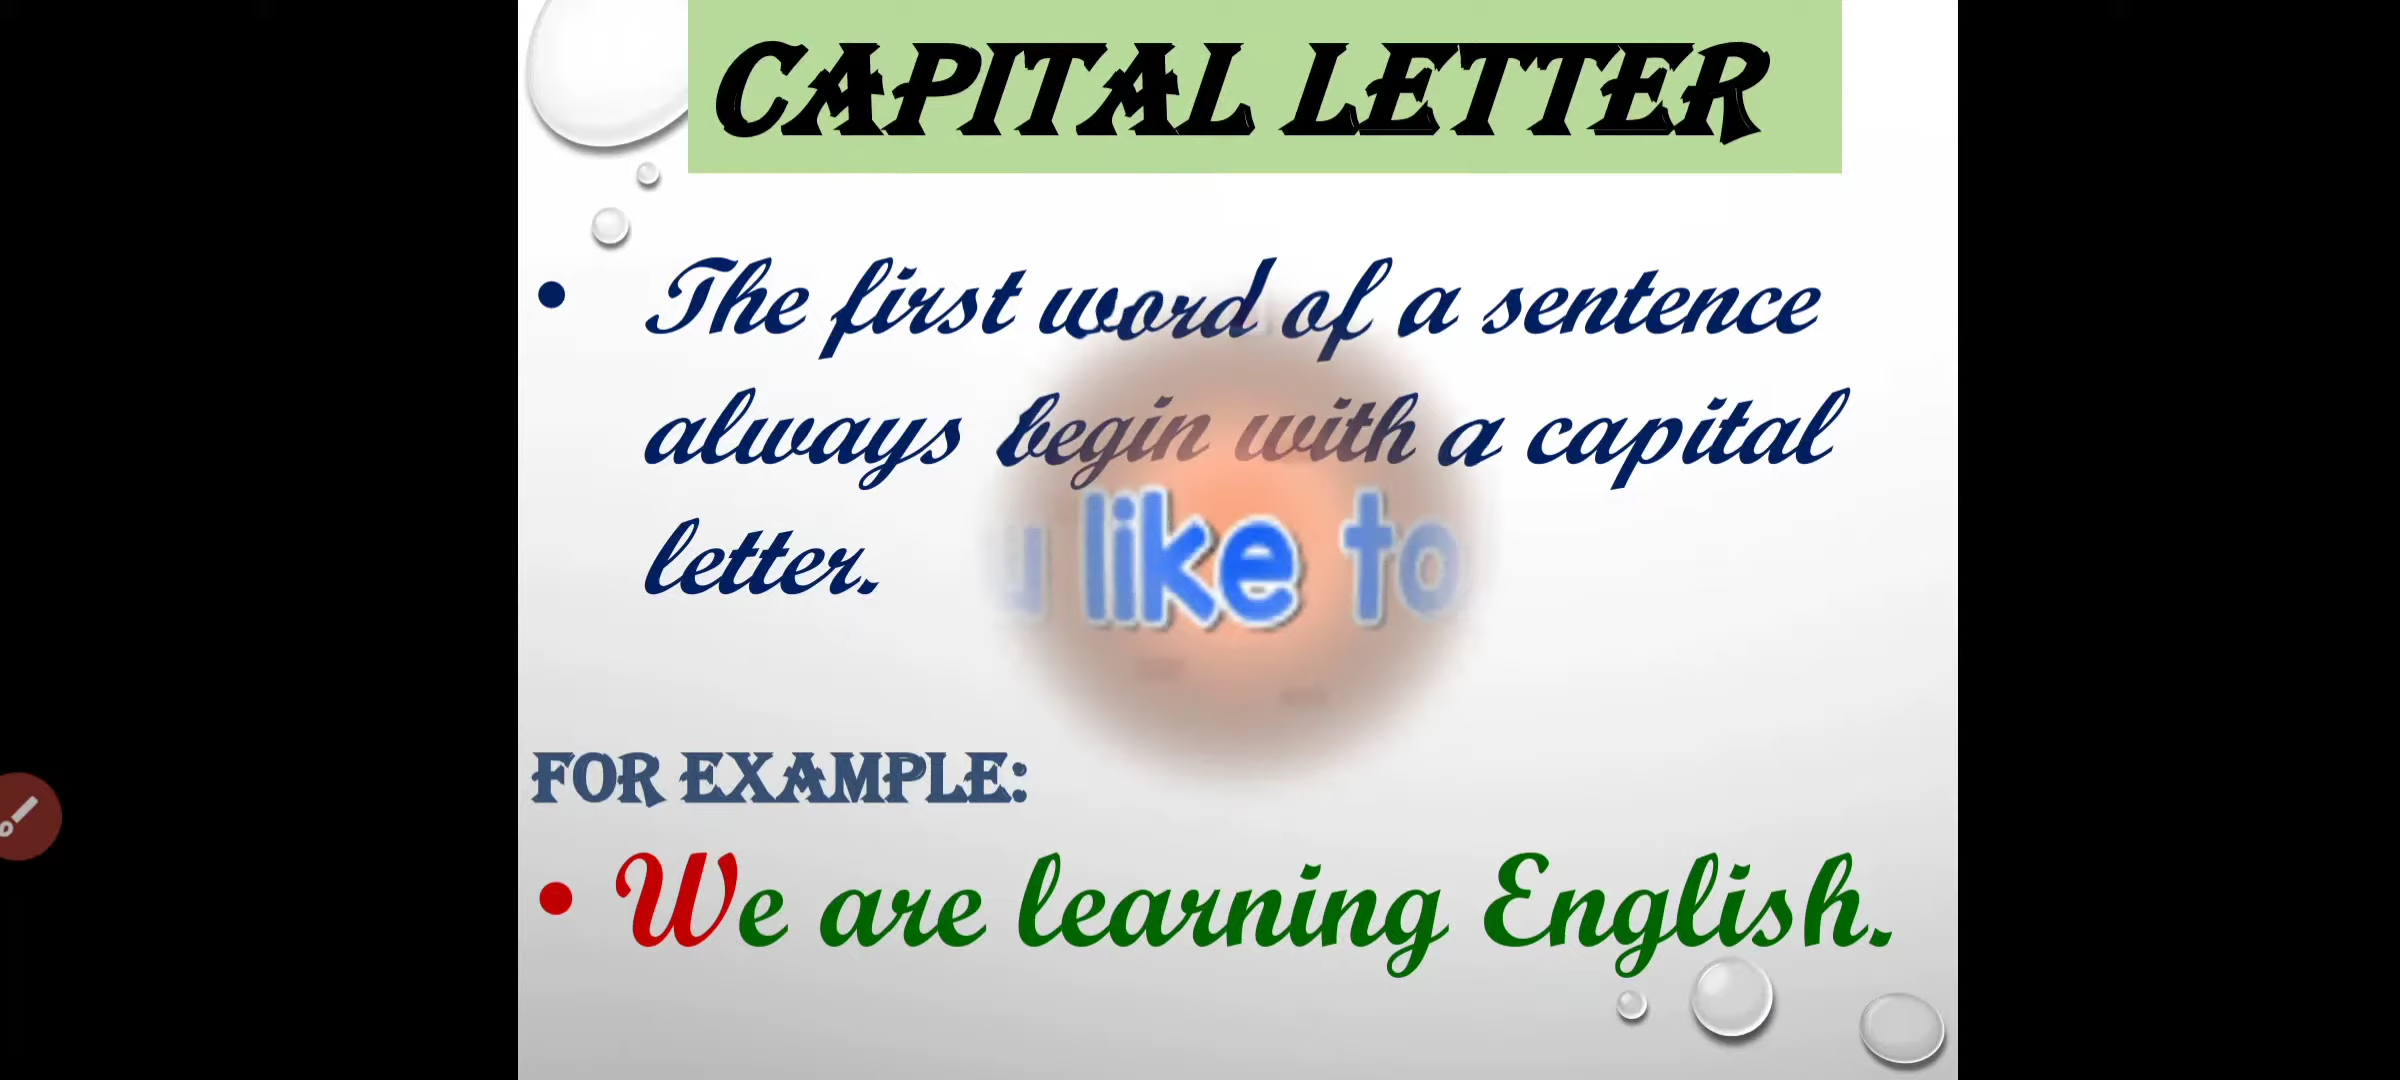 CAPITAL LETTER
• The first word of a sentence
always begin with a capital
letter.
like to
FOR EXAMPLE:
• We are learning English.